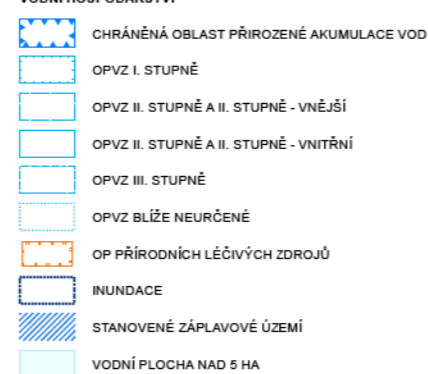 CHRÁNĚNÁ OBLAST PŘIROZENÉ AKUMULACE VOD
OPVZ I. STUPNĚ
OPVZ II. STUPNĚ A II. STUPNĚ - VNĚJŠÍ
OPVZ II. STUPNĚ A II. STUPNĚ - VNITŘNÍ
OPVZ III. STUPNĚ
OPVZ BLÍŽE NEURČENÉ
OP PŘÍRODNÍCH LÉČIVÝCH ZDROJŮ
INUNDACE
STANOVENÉ ZÁPLAVOVÉ ÚZEMÍ
VODNÍ PLOCHA NAD 5 HA